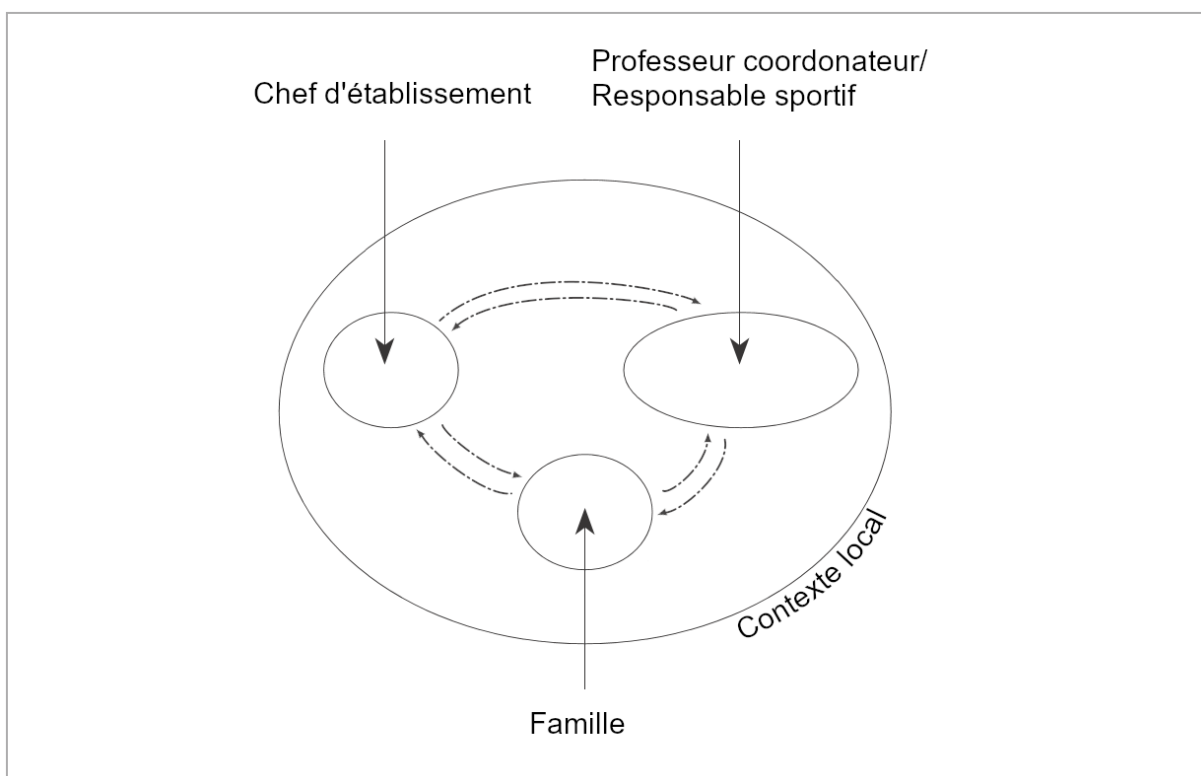 Chef d'établissement
Professeur coordonateur/
Responsable sportif
Contexte local
Famille